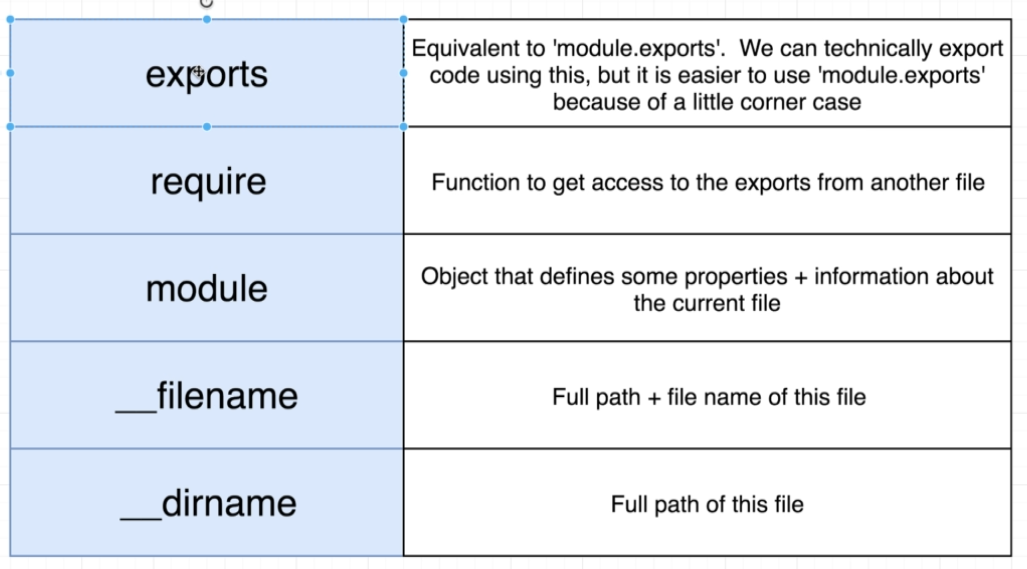 exports
Equivalent to 'module.exports'.  We can technically export
code using this, but it is easier to use 'module.exports'
because of a little corner case
require
Function to get access to the exports from another file
module
Object that defines some properties + information about
the current file
__filename
Full path + file name of this file
__dirname
Full path of this file